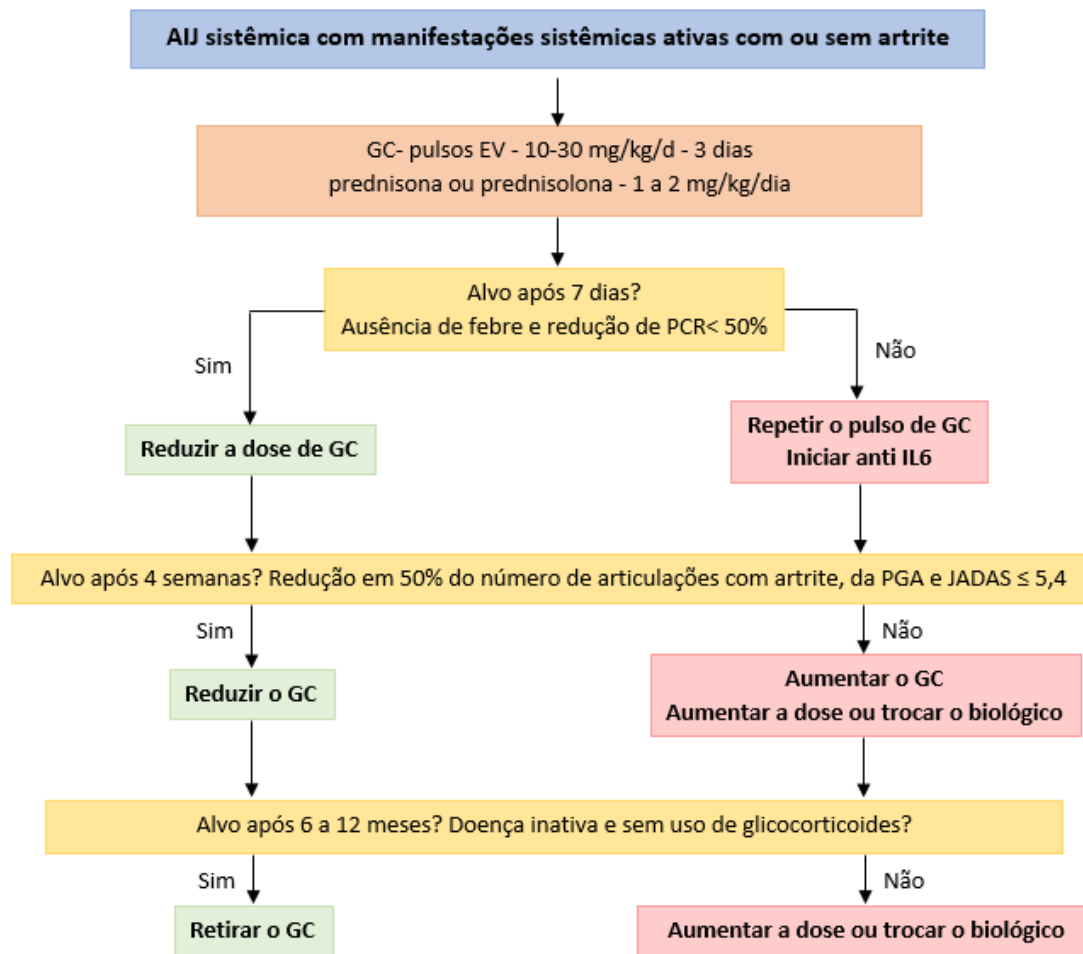 AIJ sistêmica com manifestações sistêmicas ativas com ou sem artrite
GC- pulsos EV - 10-30 mg/kg/d - 3 dias
prednisona ou prednisolona - 1 a 2 mg/kg/dia
Alvo após 7 dias?
Ausência de febre e redução de PCR< 50%
Sim
Não
Reduzir a dose de GC
Repetir o pulso de GC
Iniciar anti IL6
Alvo após 4 semanas? Redução em 50% do número de articulações com artrite, da PGA e JADAS ≤ 5,4
Sim
Não
Reduzir o GC
Aumentar o GC
Aumentar a dose ou trocar o biológico
Alvo após 6 a 12 meses? Doença inativa e sem uso de glicocorticoides?
Sim
Não
Retirar o GC
Aumentar a dose ou trocar o biológico